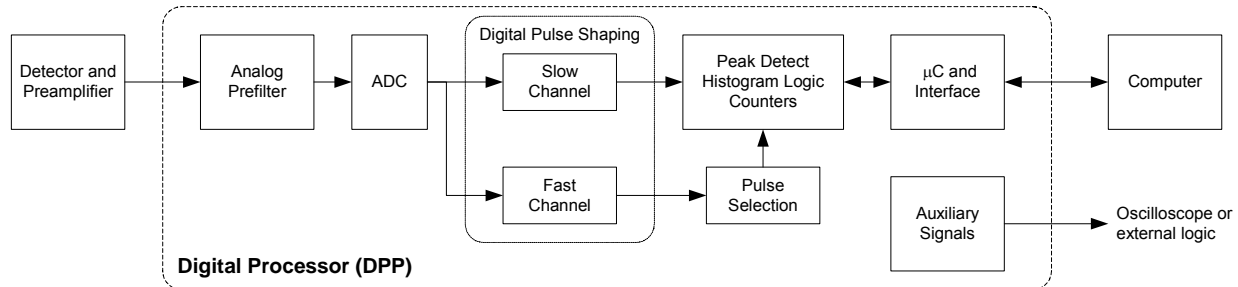 Detector and
Preamplifier
Analog
Prefilter
ADC
Digital Pulse Shaping
Slow
Channel
Fast
Channel
Peak Detect
Histogram Logic
Counters
Pulse
Selection
μC and
Interface
Computer
Auxiliary
Signals
Oscilloscope or
external logic
Digital Processor (DPP)